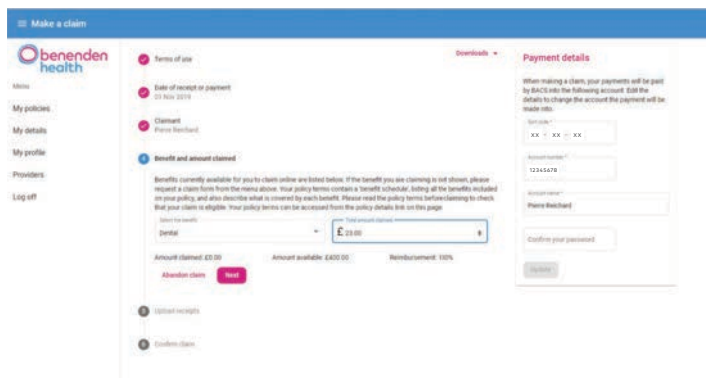 Make a claim
benenden
health
Menu
My policies
My details
My profile
Providers
Log off
Downloads
Terms of use
Date of receipt or payment
03 Nov 2019
Claimant
Pierre Reichard
4 Benefit and amount claimed
Benefits currently available for you to claim online are listed below. If the benefit you are claiming is not shown, please
request a claim form from the menu above. Your policy terms contain a 'benefit schedule', listing all the benefits included
on your policy, and also describe what is covered by each benefit. Please read the policy terms before claiming to check
that your claim is eligible. Your policy terms can be accessed from the policy details link on this page.
Select the benefit
Dental
Total amount claimed
£ 23.00
Amount claimed: £0.00
Amount available: £400.00
Reimbursement: 100%
Abandon claim
Next
5 Upload receipts
6 Confirm claim
Payment details
When making a claim, your payments will be paid
by BACS into the following account. Edit the
details to change the account the payment will be
made into.
Sort code *
xx - xx - xx
Account number *
12345678
Account name *
Pierre Reichard
Confirm your password
Update